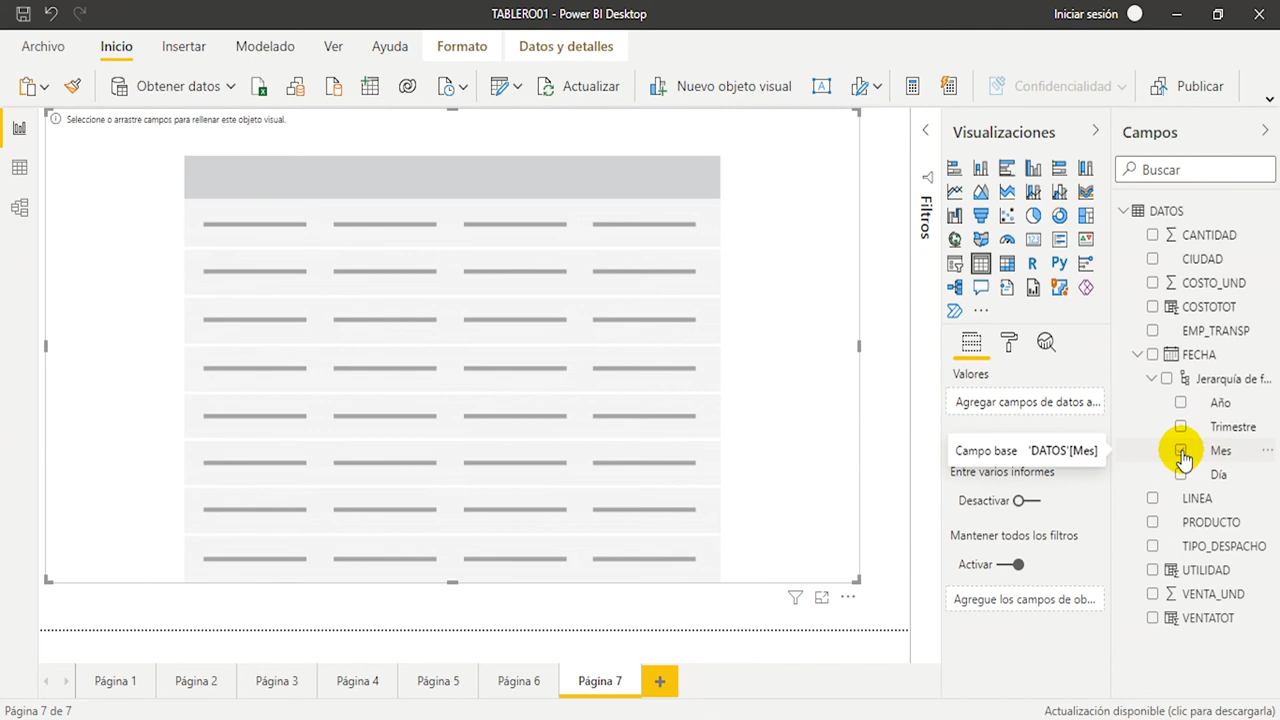 TABLERO01 - Power BI Desktop
Iniciar sesión
Archivo
Inicio
Insertar
Modelado
Ver
Ayuda
Formato
Datos y detalles
Obtener datos
Actualizar
Nuevo objeto visual
Confidencialidad
Publicar
Seleccione o arrastre campos para rellenar este objeto visual.
Filtros
Visualizaciones
R
Py
123
Valores
Agregar campos de datos a...
Campo base 'DATOS'[Mes]
Entre varios informes
Desactivar
Mantener todos los filtros
Activar
Agregue los campos de ob...
Campos
Buscar
DATOS
CANTIDAD
CIUDAD
COSTO_UND
COSTOTOT
EMP_TRANSP
FECHA
Jerarquía de f...
Año
Trimestre
Mes
Día
LINEA
PRODUCTO
TIPO_DESPACHO
UTILIDAD
VENTA_UND
VENTATOT
Página 1
Página 2
Página 3
Página 4
Página 5
Página 6
Página 7
Página 7 de 7
Actualización disponible (clic para descargarla)